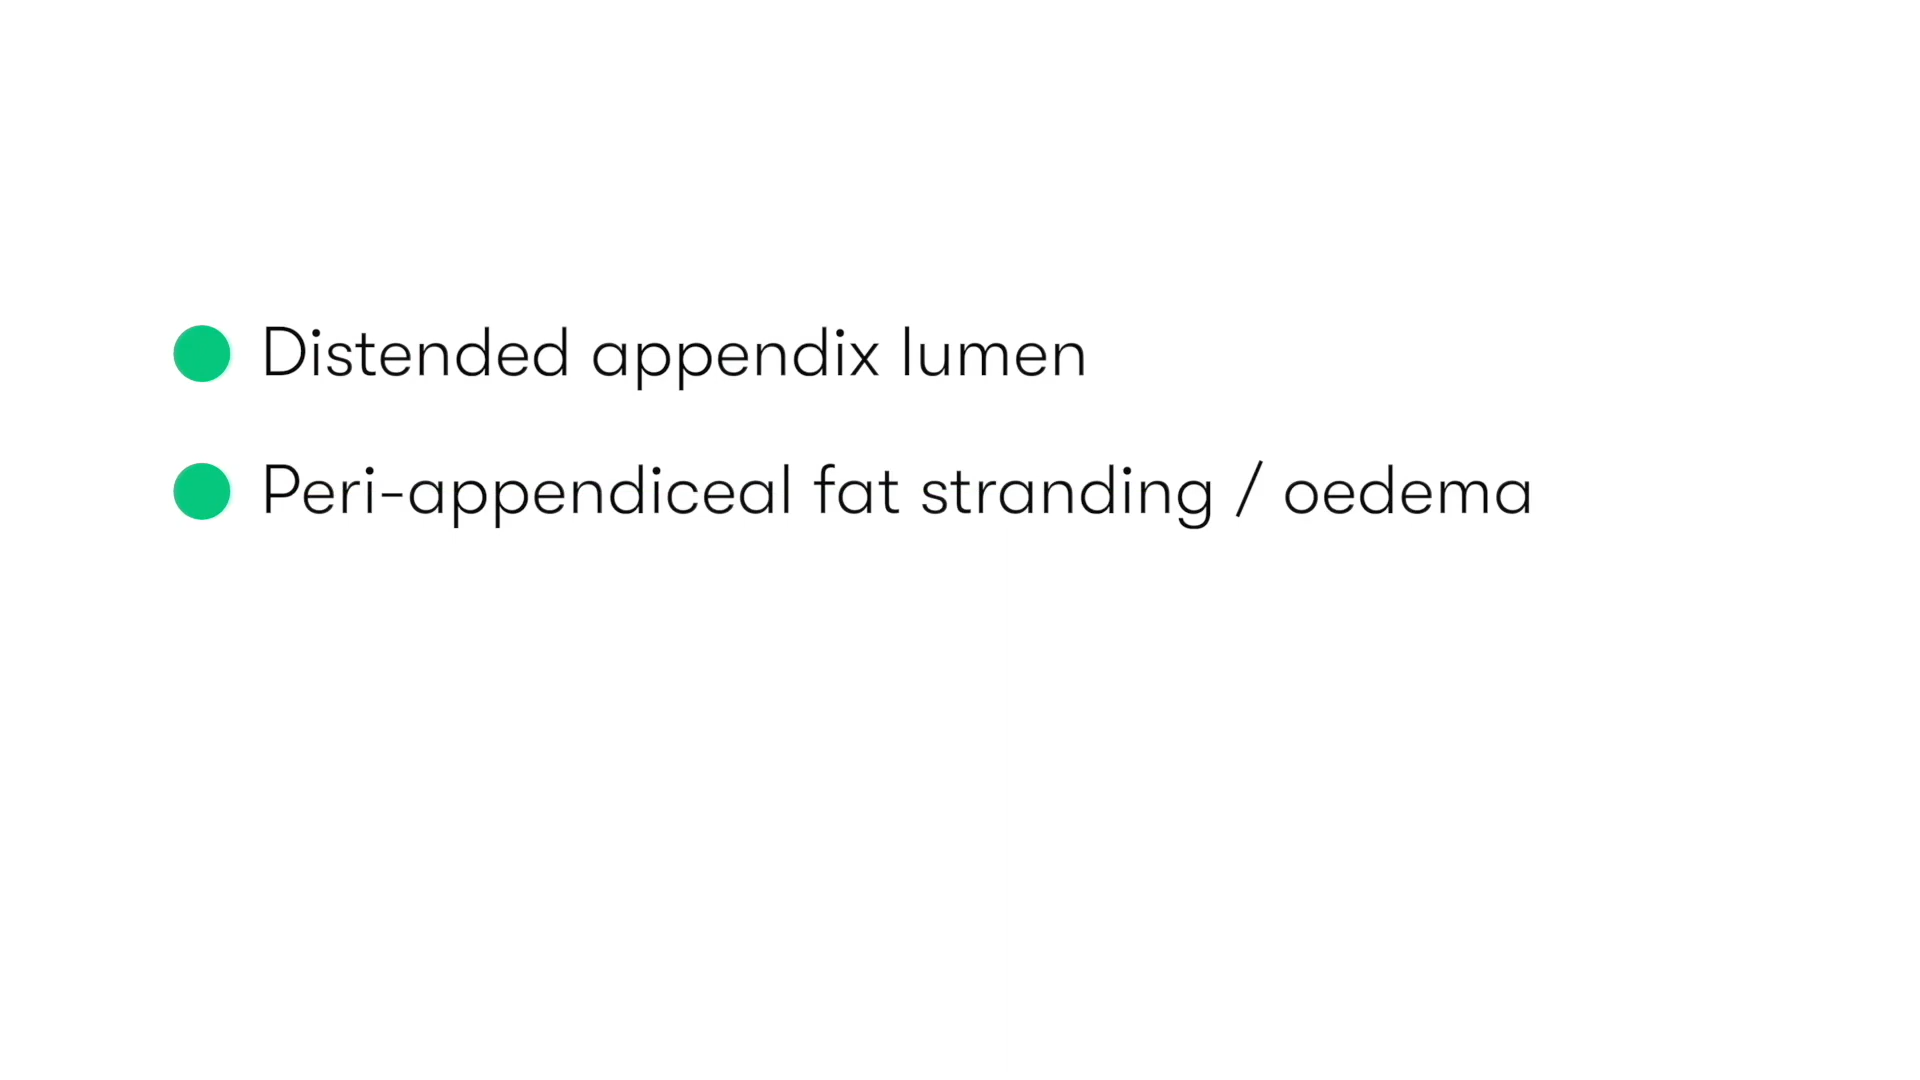 Distended appendix lumen
Peri-appendiceal fat stranding / oedema